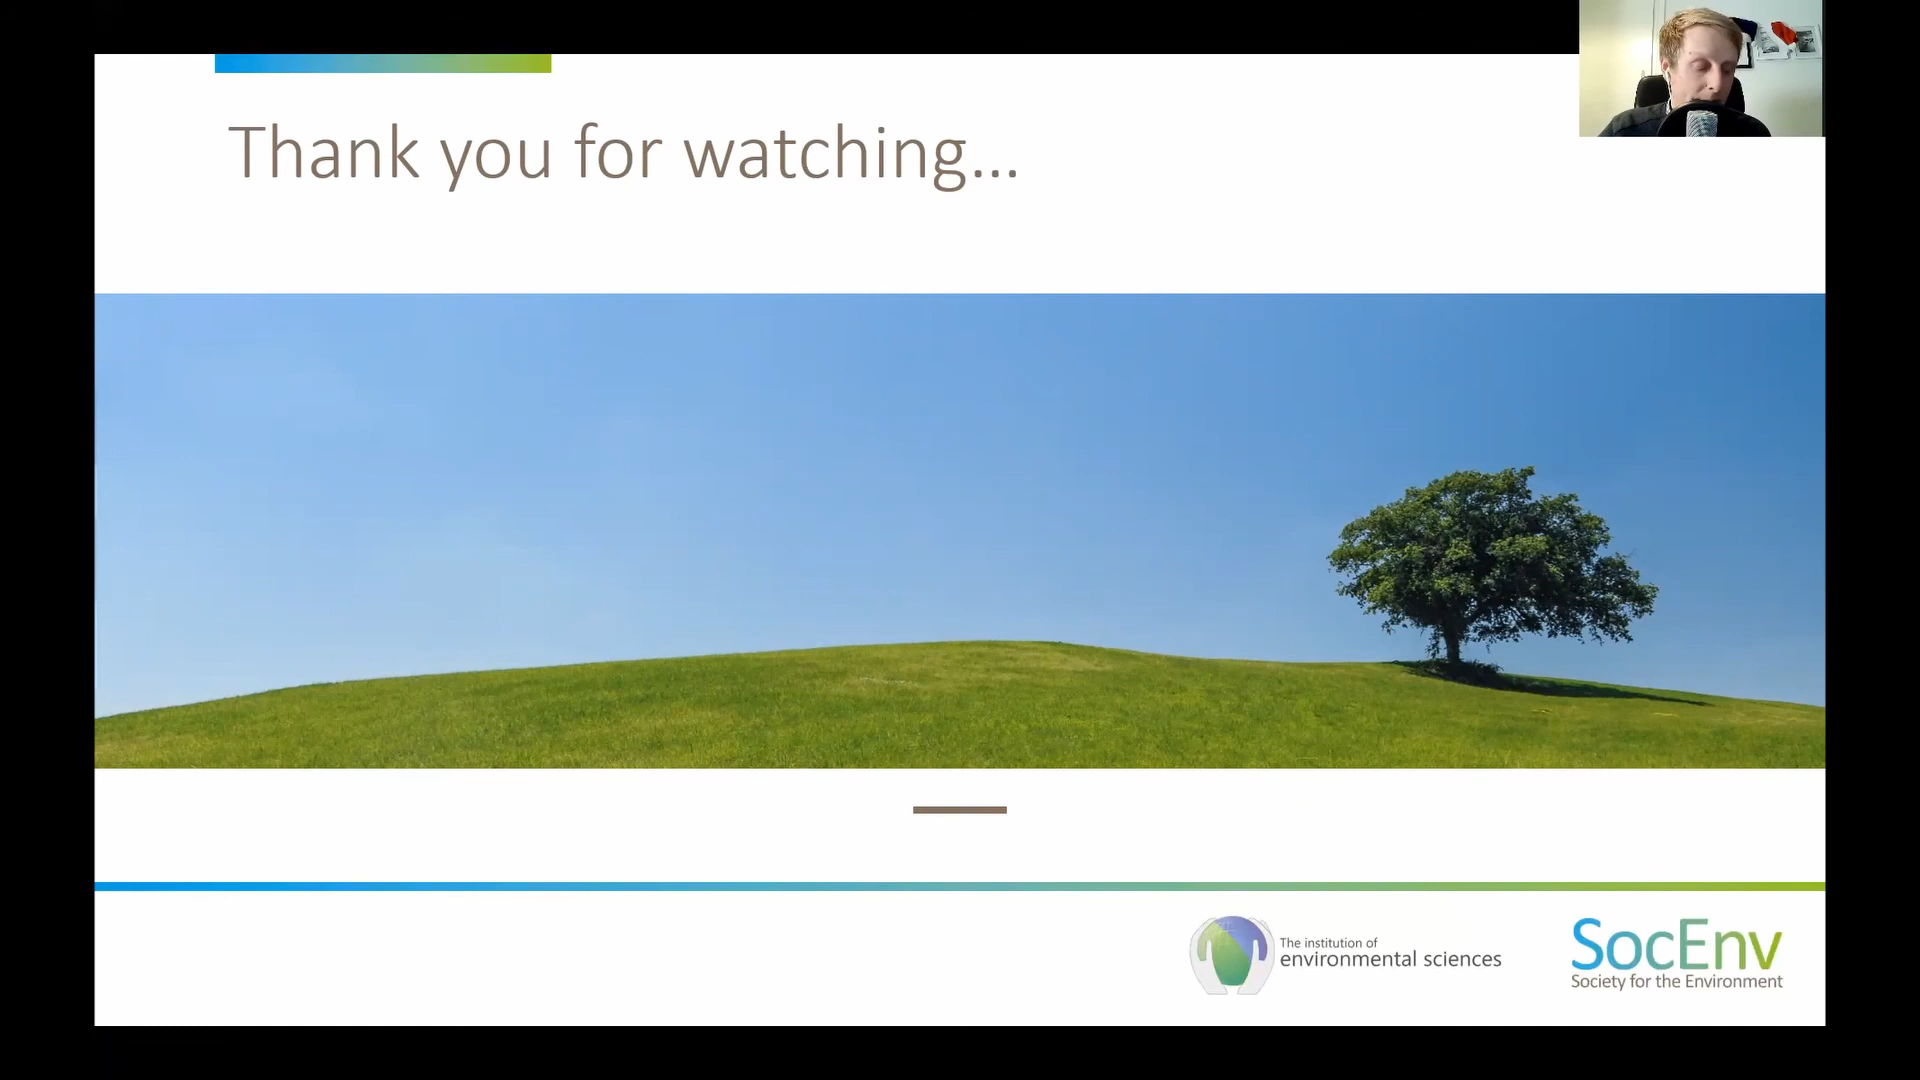 Thank you for watching...
The institution of
environmental sciences
SocEnv
Society for the Environment